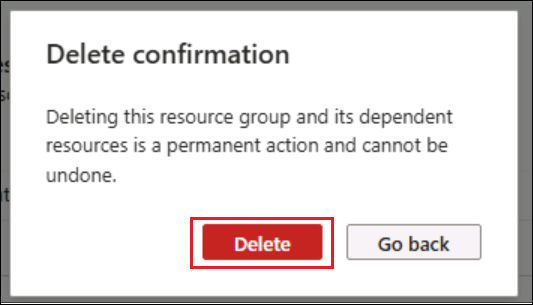 Delete confirmation
Deleting this resource group and its dependent
resources is a permanent action and cannot be
undone.
Delete
Go back